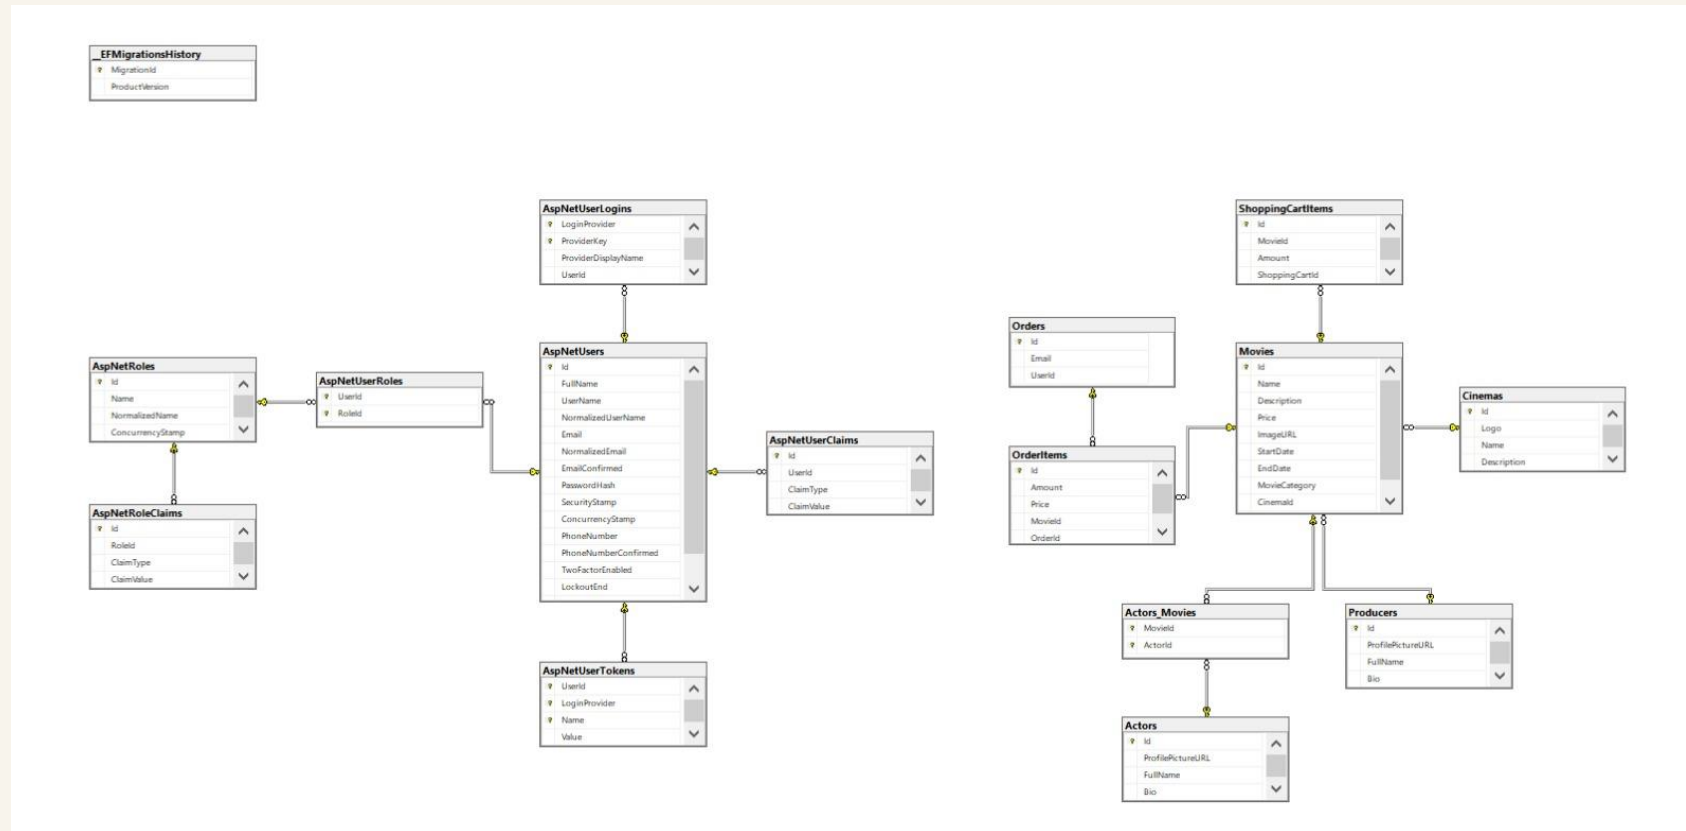 __EFMigrationsHistory
MigrationId
ProductVersion
AspNetUserLogins
LoginProvider
ProviderKey
ProviderDisplayName
UserId
AspNetRoles
Id
Name
NormalizedName
ConcurrencyStamp
AspNetUserRoles
UserId
RoleId
AspNetUsers
Id
FullName
UserName
NormalizedUserName
Email
NormalizedEmail
EmailConfirmed
PasswordHash
SecurityStamp
ConcurrencyStamp
PhoneNumber
PhoneNumberConfirmed
TwoFactorEnabled
LockoutEnd
AspNetUserClaims
Id
UserId
ClaimType
ClaimValue
AspNetRoleClaims
Id
RoleId
ClaimType
ClaimValue
AspNetUserTokens
UserId
LoginProvider
Name
Value
ShoppingCartItems
Id
MovieId
Amount
ShoppingCartId
Orders
Id
Email
UserId
Movies
Id
Name
Description
Price
ImageURL
StartDate
EndDate
MovieCategory
CinemaId
Cinemas
Id
Logo
Name
Description
OrderItems
Id
Amount
Price
MovieId
OrderId
Actors_Movies
MovieId
ActorId
Producers
Id
ProfilePictureURL
FullName
Bio
Actors
Id
ProfilePictureURL
FullName
Bio